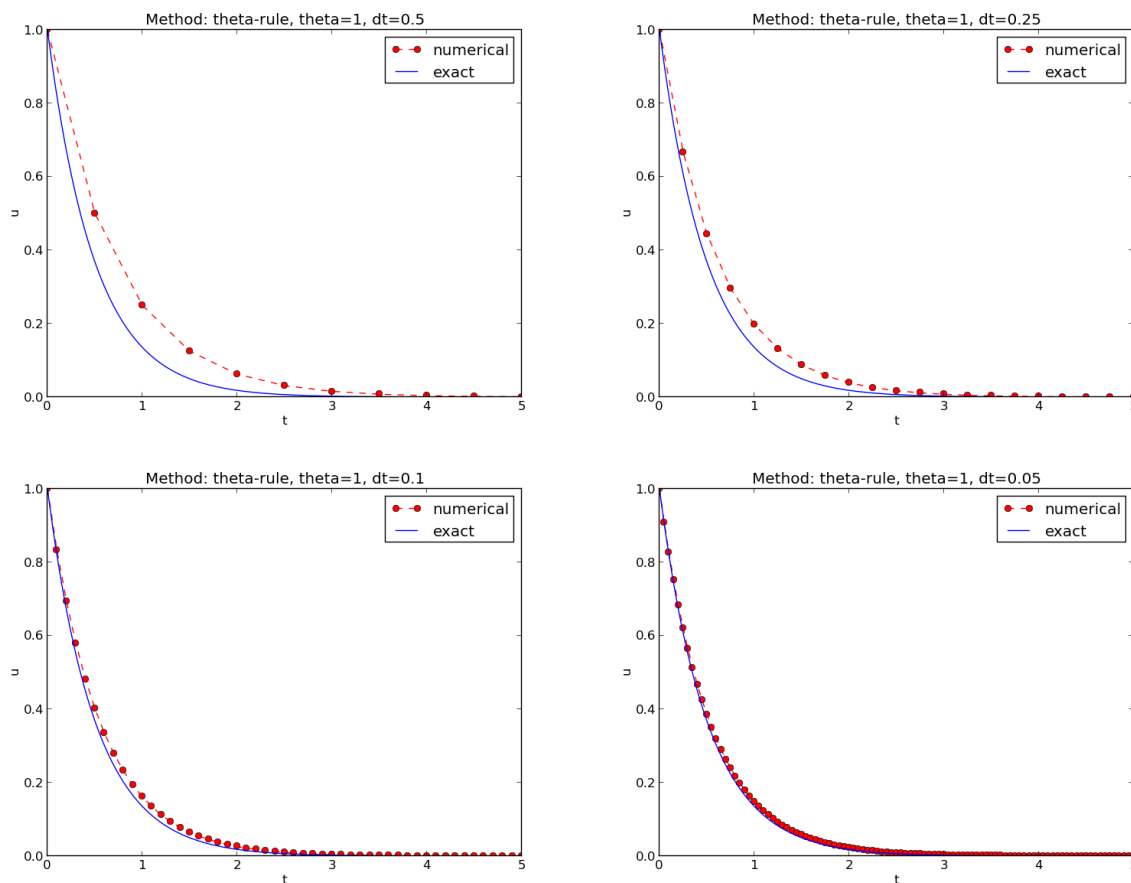 Method: theta-rule, theta=1, dt=0.5
1.0
0.8
0.6
0.4
0.2
0.0
u
numerical
exact
0 1 2 3 4 5
t
Method: theta-rule, theta=1, dt=0.25
1.0
0.8
0.6
0.4
0.2
0.0
u
numerical
exact
0 1 2 3 4
t
Method: theta-rule, theta=1, dt=0.1
1.0
0.8
0.6
0.4
0.2
0.0
u
numerical
exact
0 1 2 3 4 5
t
Method: theta-rule, theta=1, dt=0.05
1.0
0.8
0.6
0.4
0.2
0.0
u
numerical
exact
0 1 2 3 4
t